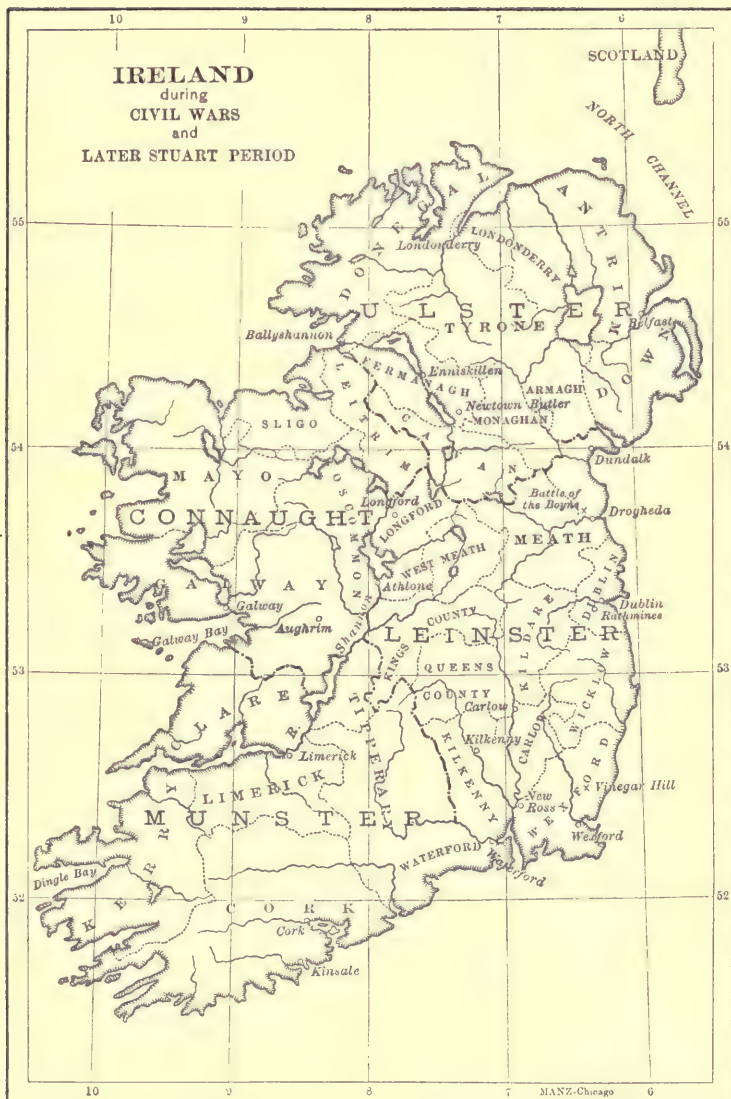 10 9 8 7 6
IRELAND
during
CIVIL WARS
and
LATER STUART PERIOD
SCOTLAND
NORTH CHANNEL
55 55
DONEGAL
ANTRIM
Londonderry
LONDONDERRY
ULSTER
TYRONE
Belfast
Ballyshannon
DOWN
FERMANAGH
Enniskillen
LEITRIM
ARMAGH
Newtown Butler
MONAGHAN
SLIGO
CAVAN
54 54
Dundalk
MAYO
ROSCOMMON
Longford
LONGFORD
Battle of
the Boyne
Drogheda
CONNAUGHT
MEATH
WEST MEATH
GALWAY
Athlone
DUBLIN
Galway
Dublin
Rathmines
Aughrim
Shannon R.
Galway Bay
KINGS COUNTY
LEINSTER
KILDARE
53 53
QUEENS
COUNTY
WICKLOW
CLARE
Carlow
CARLOW
TIPPERARY
Kilkenny
KILKENNY
Limerick
LIMERICK
Vinegar Hill
New
Ross
WEXFORD
MUNSTER
Wexford
WATERFORD
Waterford
Dingle Bay
KERRY
52 52
CORK
Cork
Kinsale
10 9 8 7 6
MANZ-Chicago